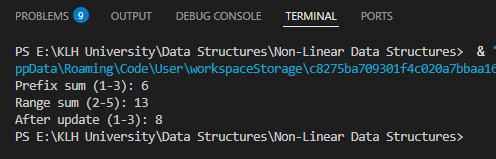 PROBLEMS 9 OUTPUT DEBUG CONSOLE TERMINAL PORTS
PS E:\KLH University\Data Structures\Non-Linear Data Structures> & '
ppData\Roaming\Code\User\workspaceStorage\c8275ba709301f4c020a7bbaa16
Prefix sum (1-3): 6
Range sum (2-5): 13
After update (1-3): 8
PS E:\KLH University\Data Structures\Non-Linear Data Structures>